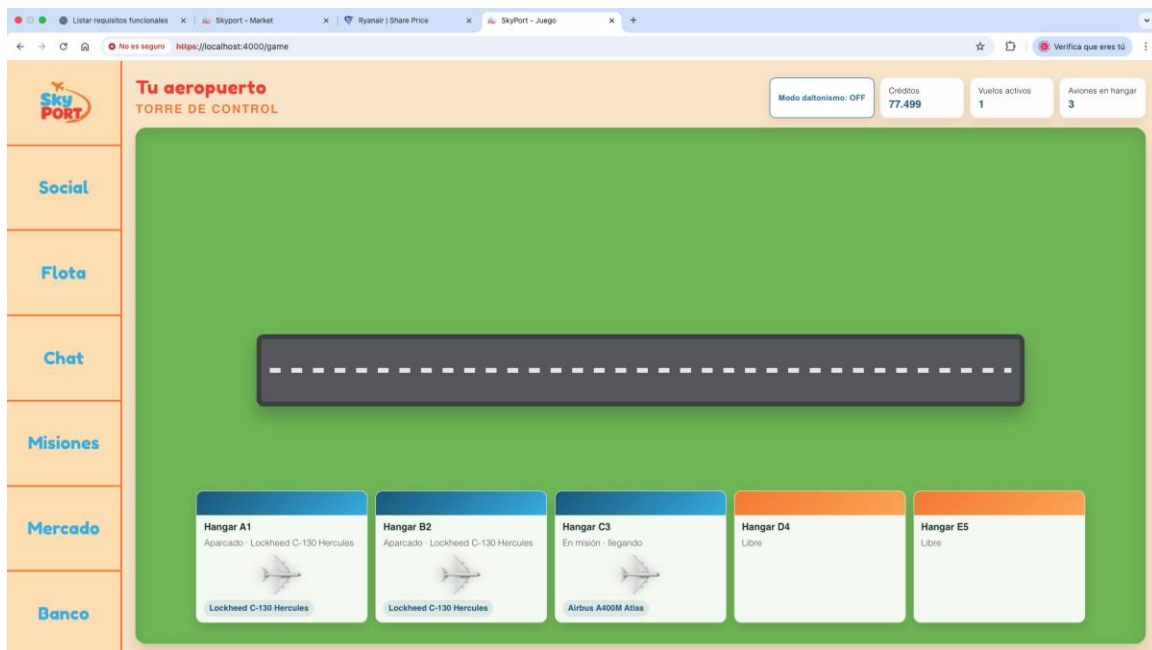 Listar requisitos funcionales
Skyport - Market
Ryanair | Share Price
SkyPort - Juego
No es seguro
https://localhost:4000/game
Verifica que eres tú
Sky
PORT
Social
Flota
Chat
Misiones
Mercado
Banco
Tu aeropuerto
TORRE DE CONTROL
Modo daltonismo: OFF
Créditos
77.499
Vuelos activos
1
Aviones en hangar
3
Hangar A1
Aparcado · Lockheed C-130 Hercules
Lockheed C-130 Hercules
Hangar B2
Aparcado · Lockheed C-130 Hercules
Lockheed C-130 Hercules
Hangar C3
En misión · llegando
Airbus A400M Atlas
Hangar D4
Libre
Hangar E5
Libre